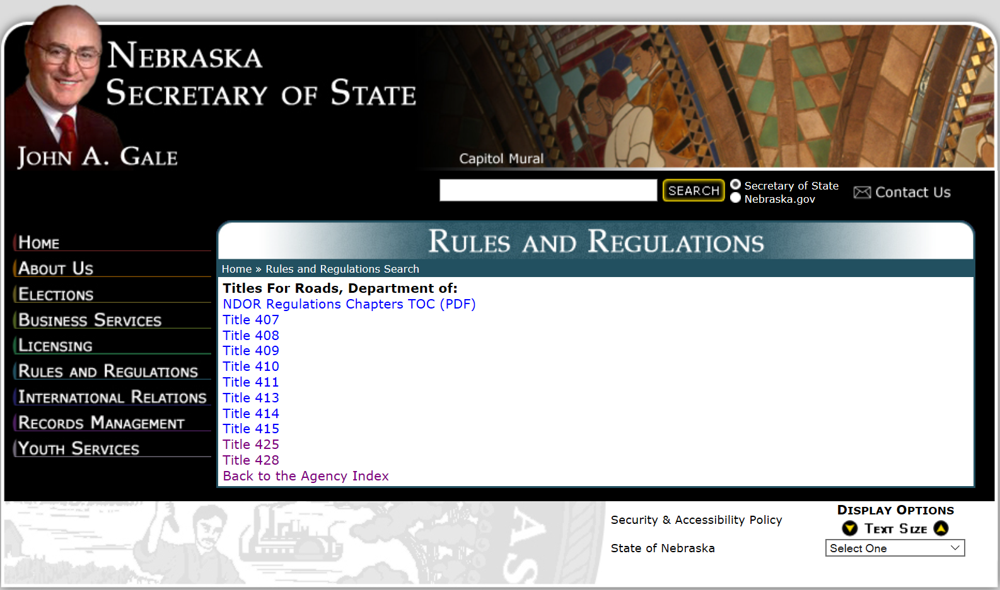 NEBRASKA
SECRETARY OF STATE
JOHN A. GALE
Capitol Mural
SEARCH
Secretary of State
Nebraska.gov
Contact Us
HOME
ABOUT US
ELECTIONS
BUSINESS SERVICES
LICENSING
RULES AND REGULATIONS
INTERNATIONAL RELATIONS
RECORDS MANAGEMENT
YOUTH SERVICES
RULES AND REGULATIONS
Home » Rules and Regulations Search
Titles For Roads, Department of:
NDOR Regulations Chapters TOC (PDF)
Title 407
Title 408
Title 409
Title 410
Title 411
Title 413
Title 414
Title 415
Title 425
Title 428
Back to the Agency Index
AS
Security & Accessibility Policy
State of Nebraska
DISPLAY OPTIONS
TEXT SIZE
Select One